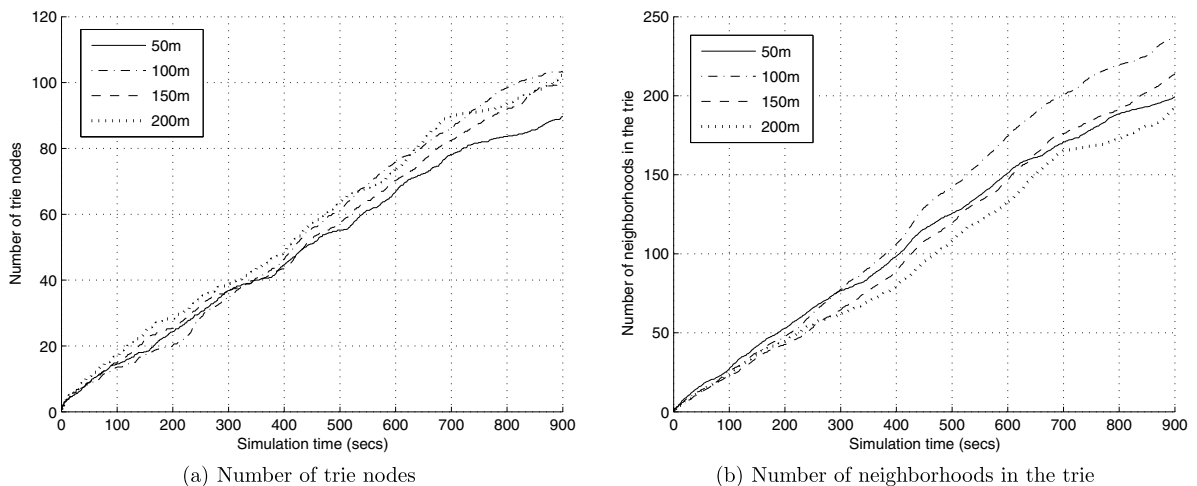 120
100
80
60
40
20
0
Number of trie nodes
50m
100m
150m
200m
0 100 200 300 400 500 600 700 800 900
Simulation time (secs)
(a) Number of trie nodes
250
200
150
100
50
0
Number of neighborhoods in the trie
50m
100m
150m
200m
0 100 200 300 400 500 600 700 800 900
Simulation time (secs)
(b) Number of neighborhoods in the trie